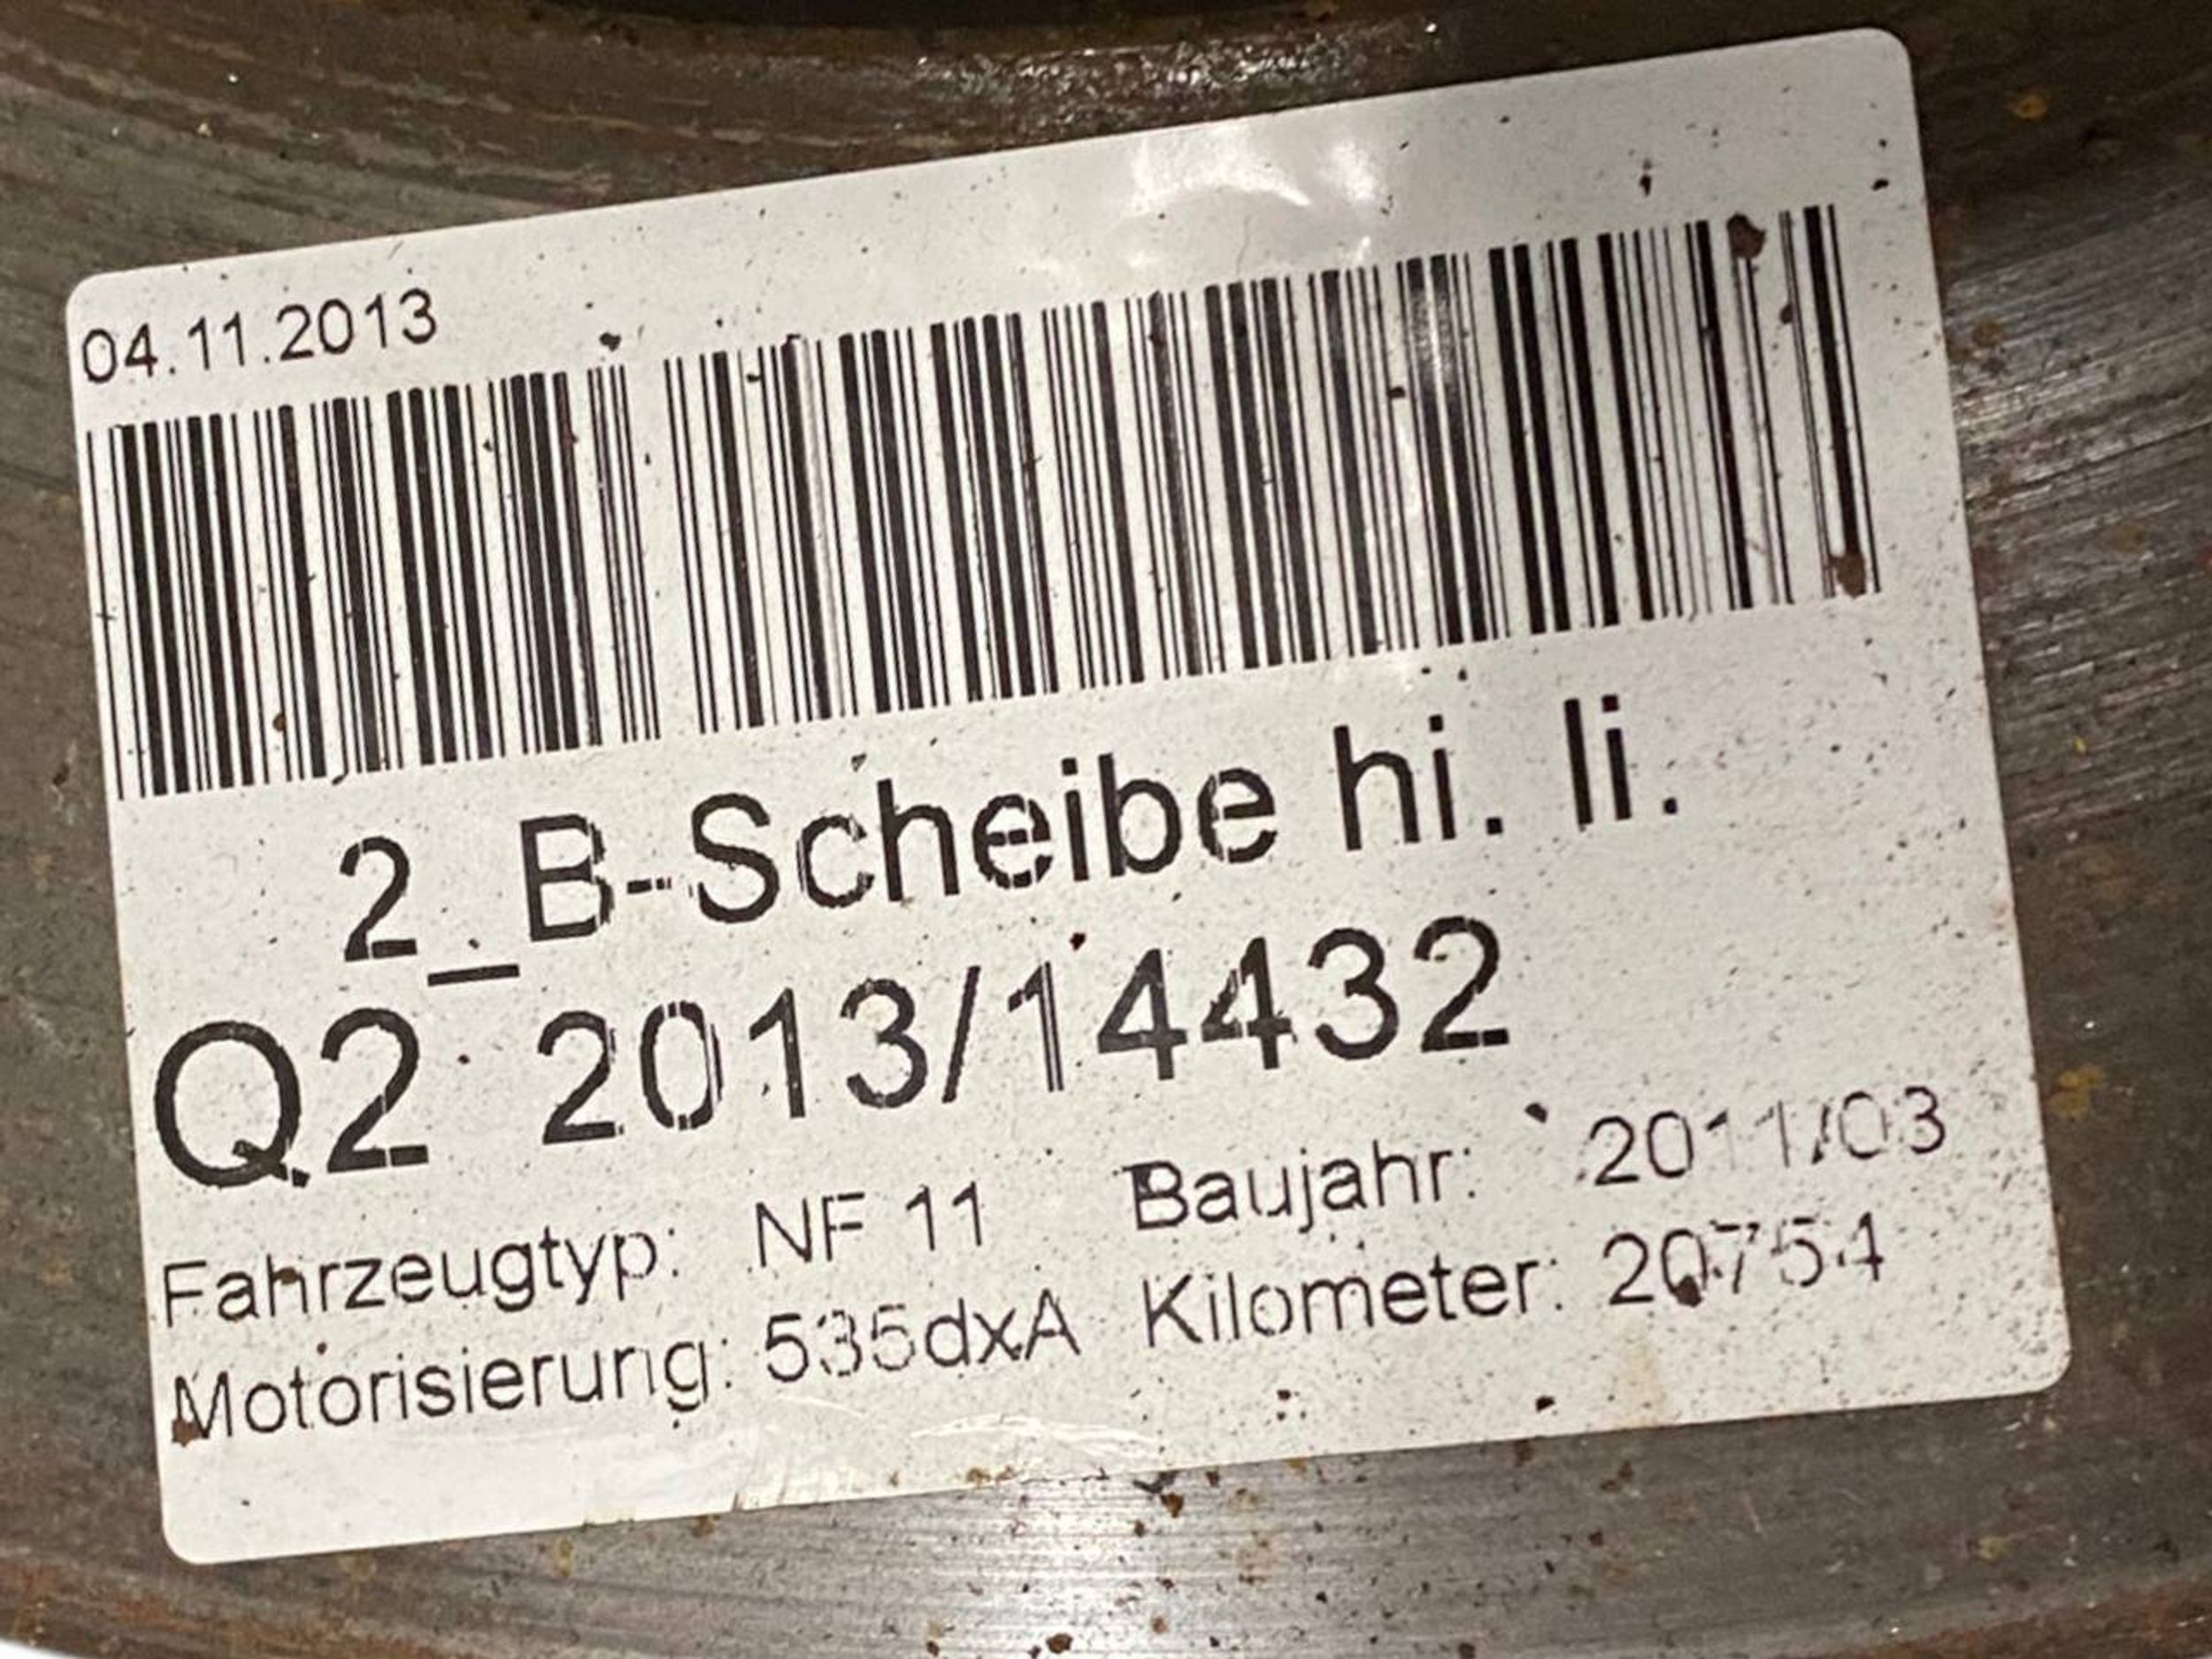 04.11.2013
2_B-Scheibe hi. li.
Q2 2013/14432
Fahrzeugtyp: NF 11 Baujahr: 2011/03
Motorisierung: 535dxA Kilometer: 20754